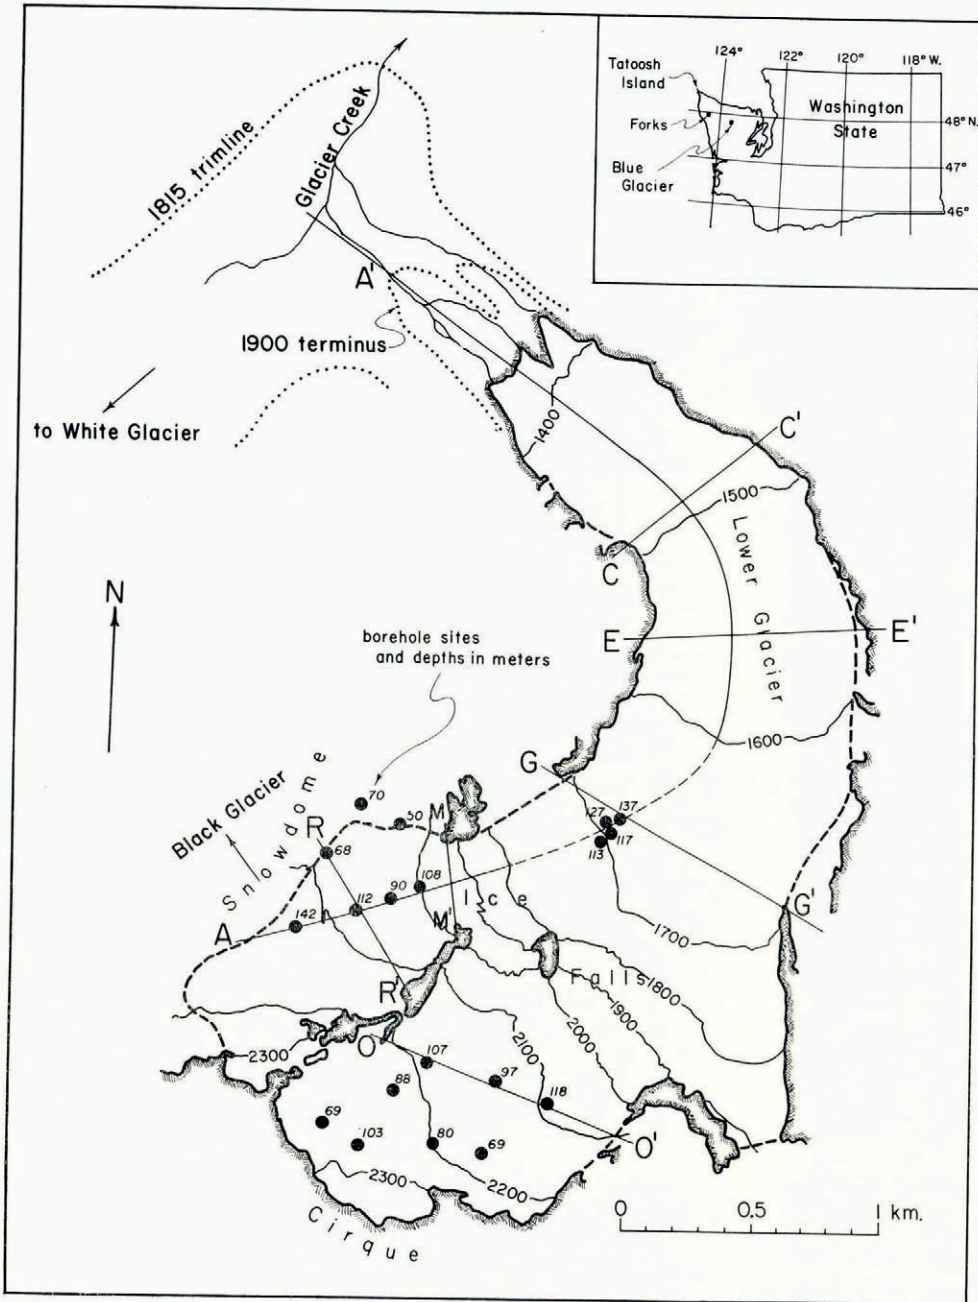 124° 122° 120° 118° W.
Tatoosh
Island
Washington
State
Forks
48° N.
Blue
Glacier
47°
46°
1815 trimline
Glacier Creek
A'
1900 terminus
to White Glacier
1400
C'
1500
C
Lower Glacier
N
E
E'
borehole sites
and depths in meters
1600
G
Black Glacier
Snowdome
70
50
M
R
68
127
137
117
113
108
90
112
142
A
M'
Ice
Falls
G'
1700
R'
1800
1900
2000
2100
2300
O
107
97
118
88
69
103
80
69
O'
2300
2200
Cirque
0 0.5 1 km.